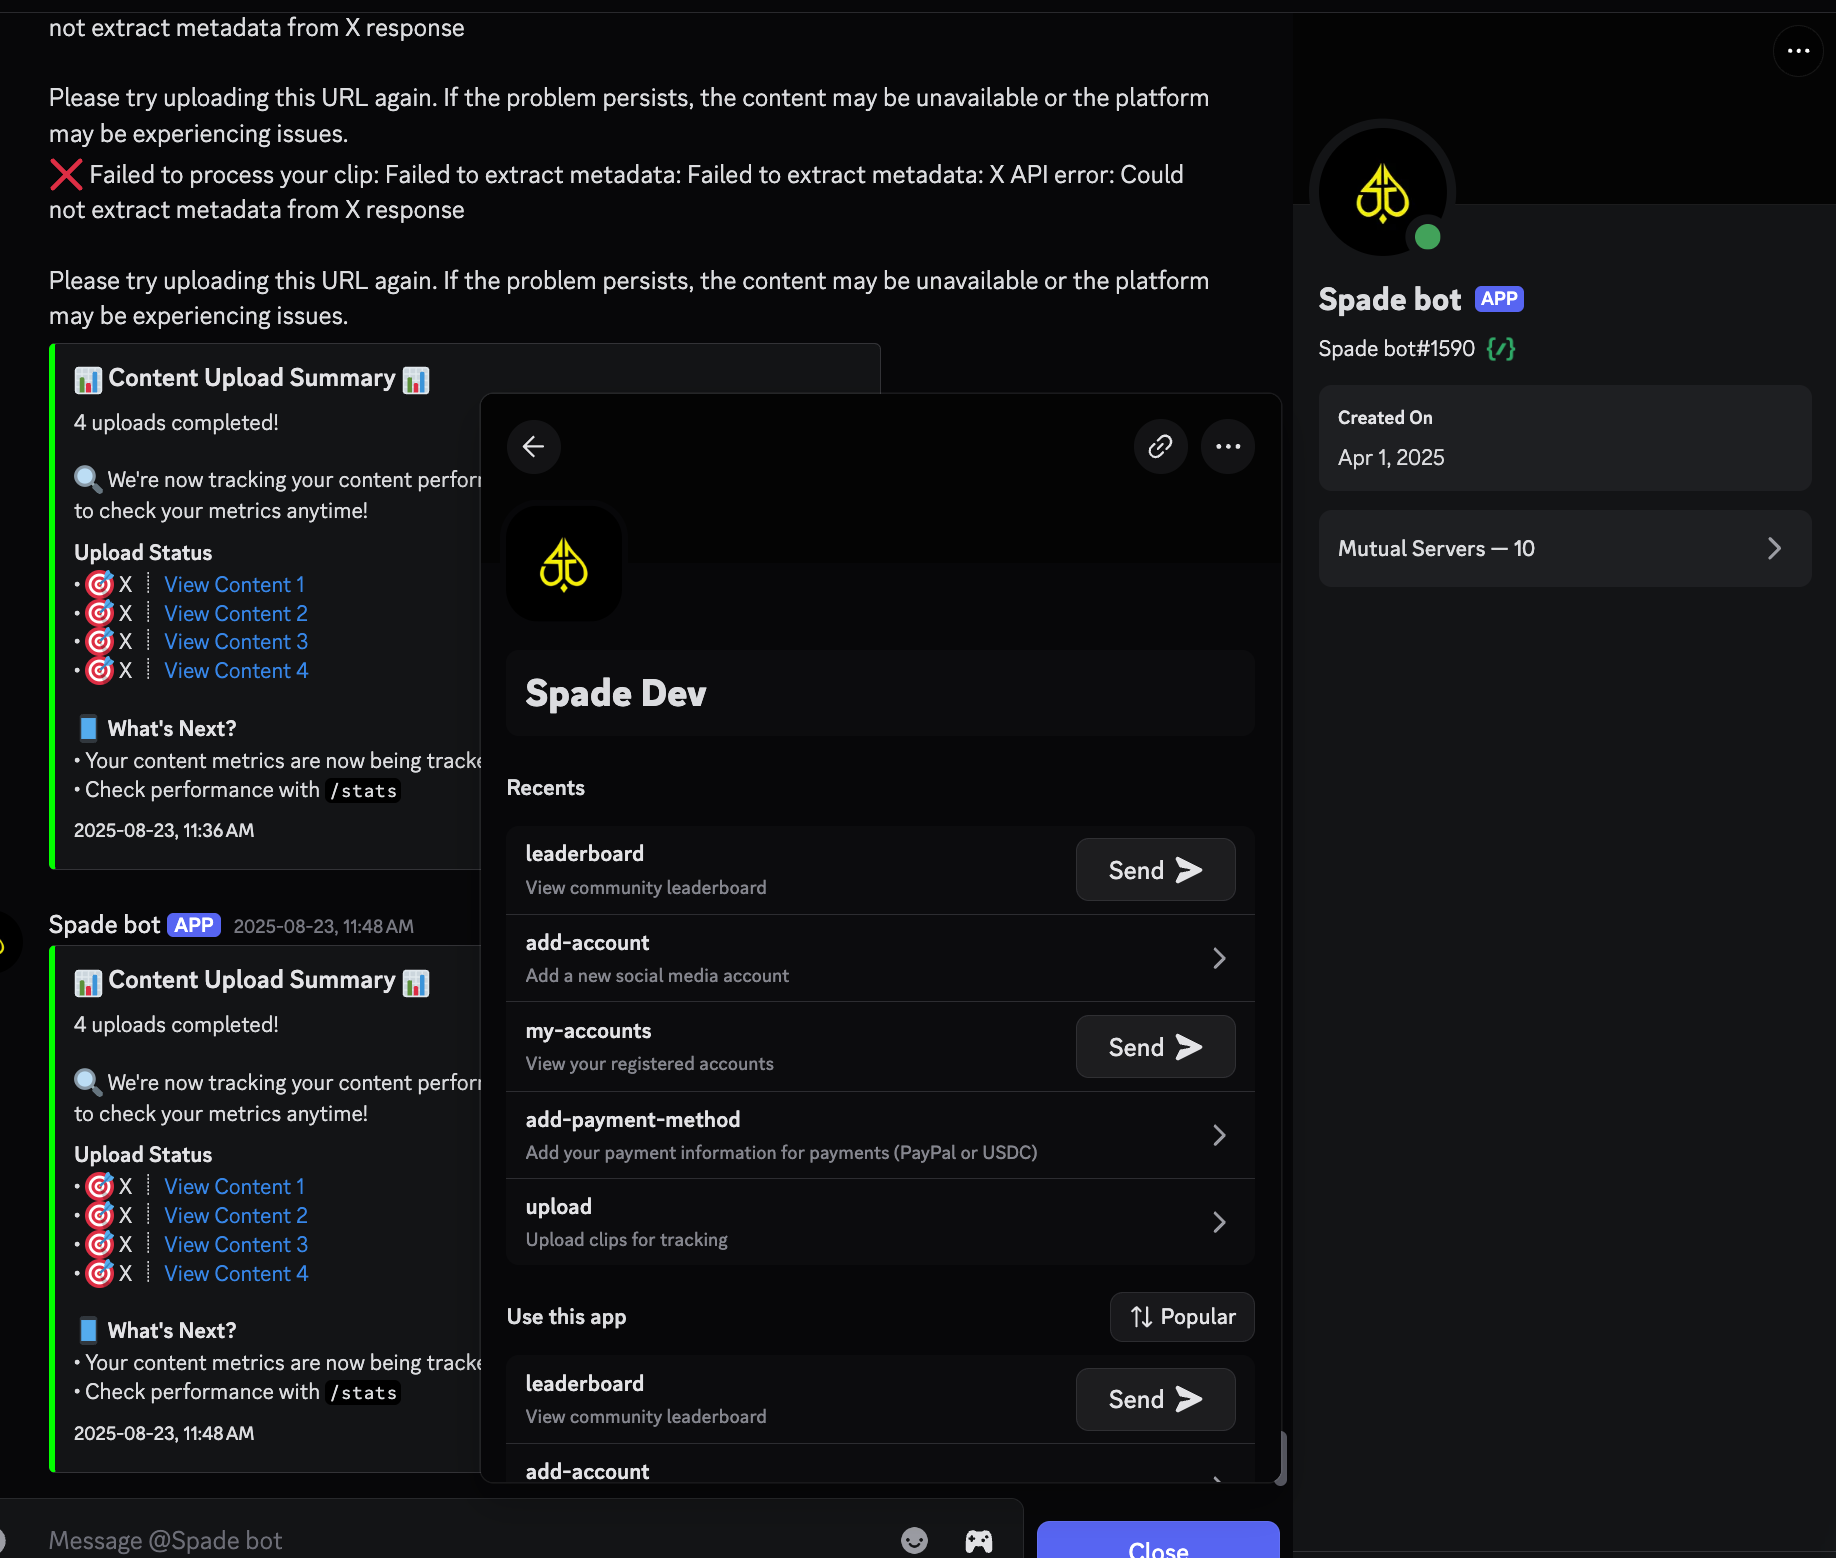 not extract metadata from X response
Please try uploading this URL again. If the problem persists, the content may be unavailable or the platform
may be experiencing issues.
❌ Failed to process your clip: Failed to extract metadata: Failed to extract metadata: X API error: Could
not extract metadata from X response
Please try uploading this URL again. If the problem persists, the content may be unavailable or the platform
may be experiencing issues.
📊 Content Upload Summary 📊
4 uploads completed!
🔍 We're now tracking your content
to check your metrics anytime!
Upload Status
• 🎯 X ┊ View Content 1
• 🎯 X ┊ View Content 2
• 🎯 X ┊ View Content 3
• 🎯 X ┊ View Content 4
📘 What's Next?
• Your content metrics are now being
• Check performance with /stats
2025-08-23, 11:36 AM
Spade bot APP 2025-08-23, 11:48 AM
📊 Content Upload Summary 📊
4 uploads completed!
🔍 We're now tracking your content
to check your metrics anytime!
Upload Status
• 🎯 X ┊ View Content 1
• 🎯 X ┊ View Content 2
• 🎯 X ┊ View Content 3
• 🎯 X ┊ View Content 4
📘 What's Next?
• Your content metrics are now being
• Check performance with /stats
2025-08-23, 11:48 AM
Message @Spade bot
Spade Dev
Recents
leaderboard
View community leaderboard
Send
add-account
Add a new social media account
my-accounts
View your registered accounts
Send
add-payment-method
Add your payment information for payments (PayPal or USDC)
upload
Upload clips for tracking
Use this app
Popular
leaderboard
View community leaderboard
Send
add-account
Close
Spade bot APP
Spade bot#1590
Created On
Apr 1, 2025
Mutual Servers — 10